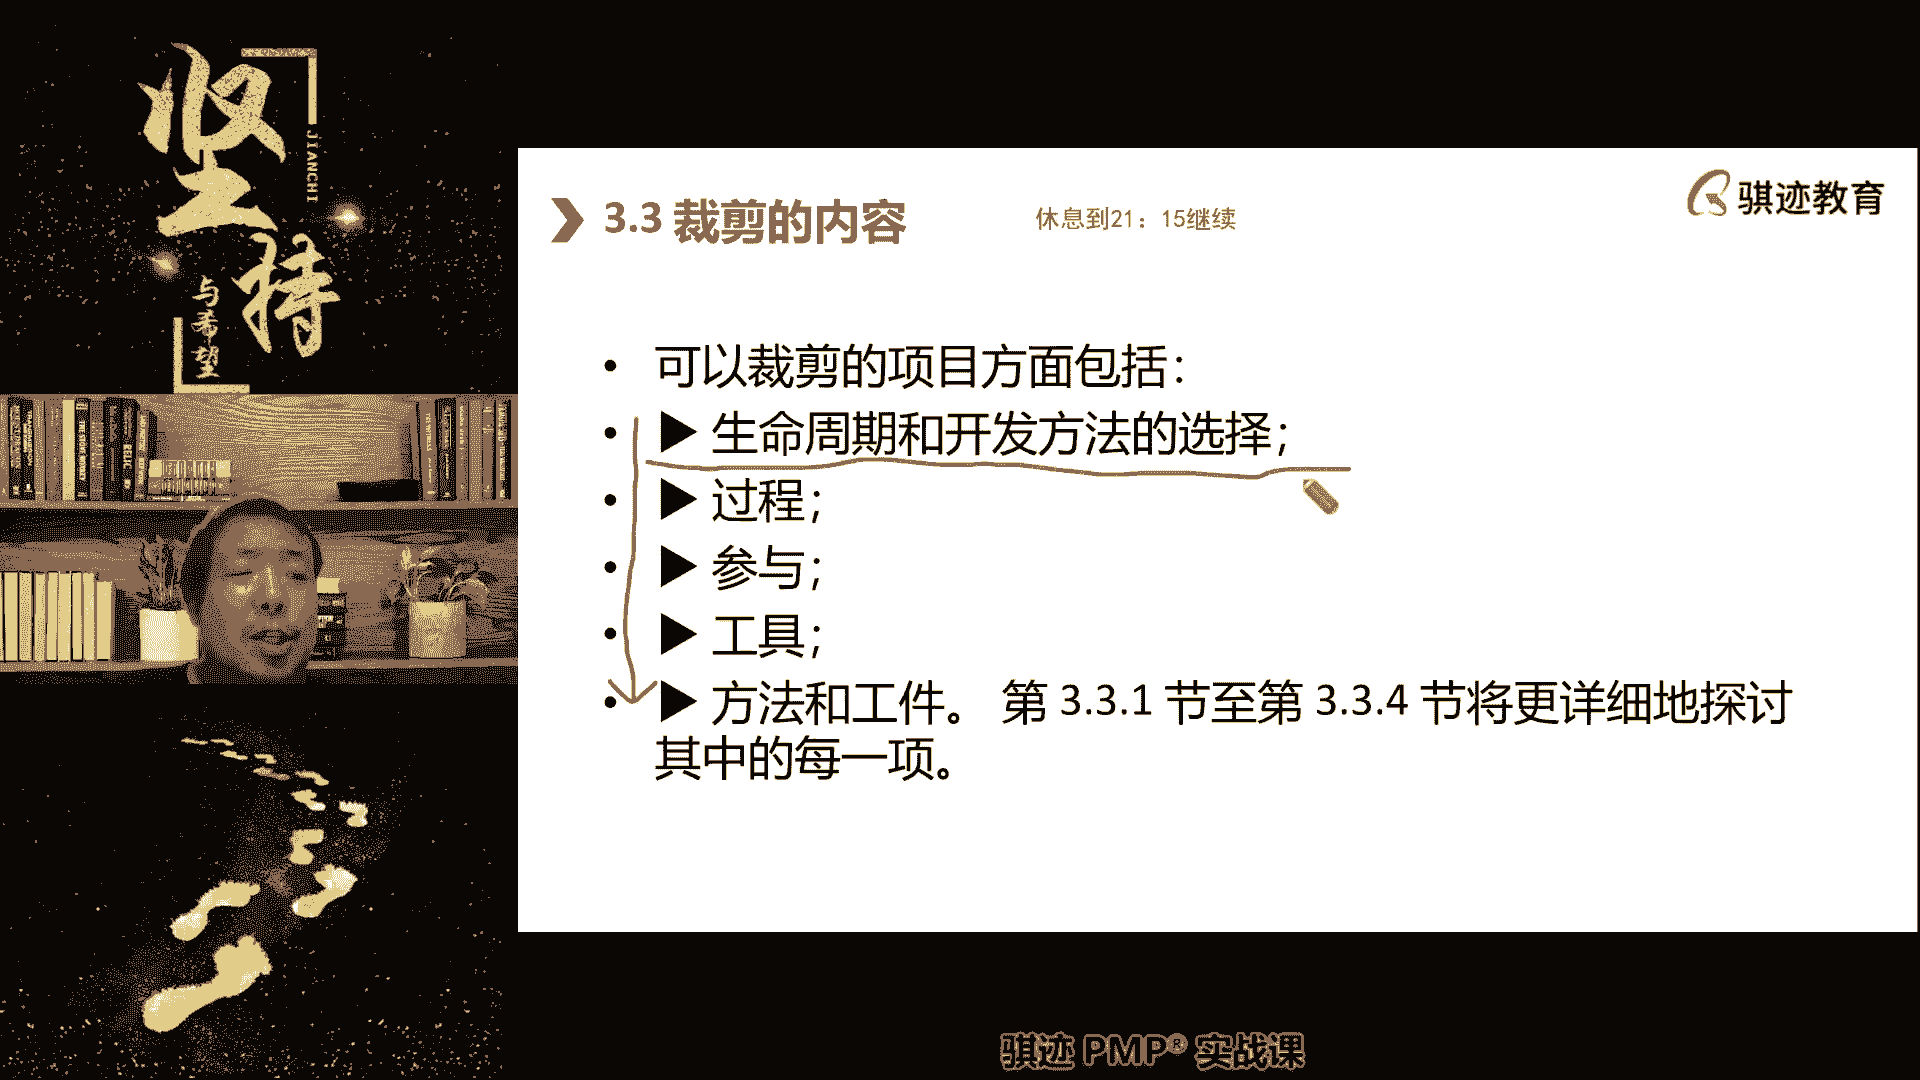 坚持
JIANCHI
与希望
骐迹教育
3.3 裁剪的内容
休息到21：15继续
• 可以裁剪的项目方面包括：
• ▶ 生命周期和开发方法的选择；
• ▶ 过程；
• ▶ 参与；
• ▶ 工具；
• ▶ 方法和工件。 第 3.3.1 节至第 3.3.4 节将更详细地探讨
其中的每一项。
骐迹 PMP® 实战课